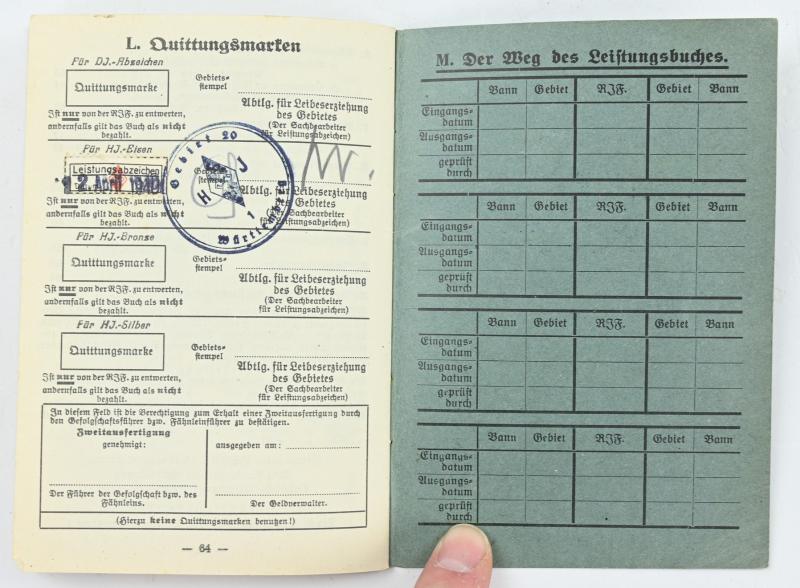 L. Quittungsmarken
Für DJ.-Abzeichen
Quittungsmarke
Gebiets-
stempel
Abtlg. für Leibeserziehung
des Gebietes
(Der Sachbearbeiter
für Leistungsabzeichen)
Ist nur von der RJF. zu entwerten,
andernfalls gilt das Buch als nicht
bezahlt.
Für HJ.-Eisen
Leistungsabzeichen
12. April 1940
Gebiet 20
H J
1
Württemberg
des Gebietes
(Der Sachbearbeiter
für Leistungsabzeichen)
Ist nur von der RJF. zu entwerten,
andernfalls gilt das Buch als nicht
bezahlt.
Für HJ.-Bronze
Quittungsmarke
Gebiets-
stempel
Abtlg. für Leibeserziehung
des Gebietes
(Der Sachbearbeiter
für Leistungsabzeichen)
Ist nur von der RJF. zu entwerten,
andernfalls gilt das Buch als nicht
bezahlt.
Für HJ.-Silber
Quittungsmarke
Gebiets-
stempel
Abtlg. für Leibeserziehung
des Gebietes
(Der Sachbearbeiter
für Leistungsabzeichen)
Ist nur von der RJF. zu entwerten,
andernfalls gilt das Buch als nicht
bezahlt.
In diesem Feld ist die Berechtigung zum Erhalt einer Zweitausfertigung durch
den Gefolgschaftsführer bzw. Fähnleinführer zu bestätigen.
Zweitausfertigung
genehmigt:
ausgegeben am:
Der Führer der Gefolgschaft bzw. des
Fähnleins.
Der Geldverwalter.
(Hierzu keine Quittungsmarken benutzen!)
— 64 —
M. Der Weg des Leistungsbuches.
Bann Gebiet RJF. Gebiet Bann
Eingangs-
datum
Ausgangs-
datum
geprüft
durch
Bann Gebiet RJF. Gebiet Bann
Eingangs-
datum
Ausgangs-
datum
geprüft
durch
Bann Gebiet RJF. Gebiet Bann
Eingangs-
datum
Ausgangs-
datum
geprüft
durch
Bann Gebiet RJF. Gebiet Bann
Eingangs-
datum
Ausgangs-
datum
geprüft
durch